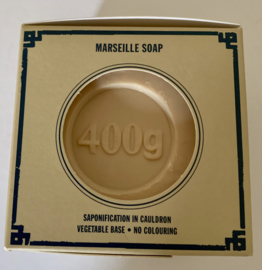 MARSEILLE SOAP
400g
SAPONIFICATION IN CAULDRON
VEGETABLE BASE • NO COLOURING